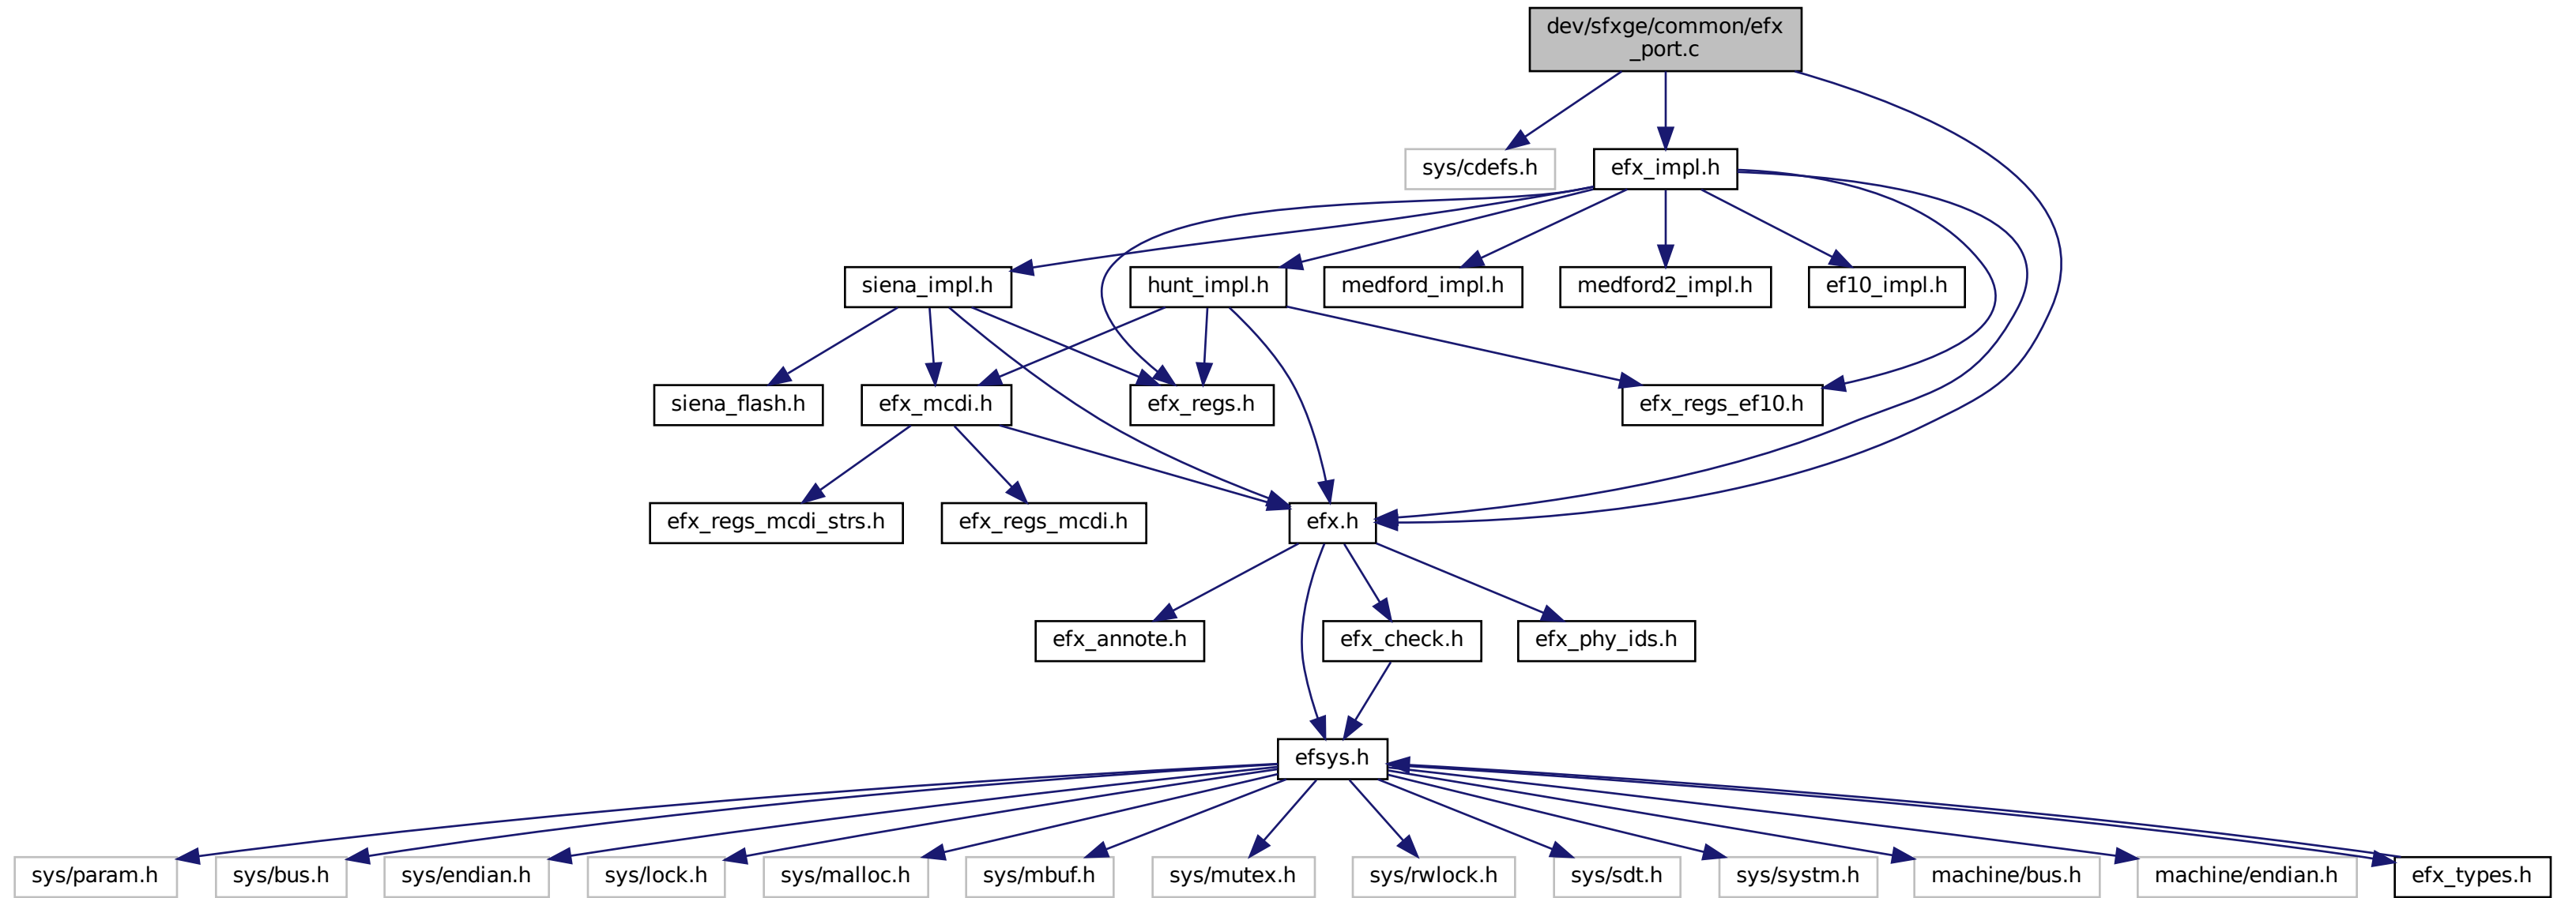 dev/sfxge/common/efx
_port.c
sys/cdefs.h
efx_impl.h
siena_impl.h
hunt_impl.h
medford_impl.h
medford2_impl.h
ef10_impl.h
siena_flash.h
efx_mcdi.h
efx_regs.h
efx_regs_ef10.h
efx_regs_mcdi_strs.h
efx_regs_mcdi.h
efx.h
efx_annote.h
efx_check.h
efx_phy_ids.h
efsys.h
sys/param.h
sys/bus.h
sys/endian.h
sys/lock.h
sys/malloc.h
sys/mbuf.h
sys/mutex.h
sys/rwlock.h
sys/sdt.h
sys/systm.h
machine/bus.h
machine/endian.h
efx_types.h